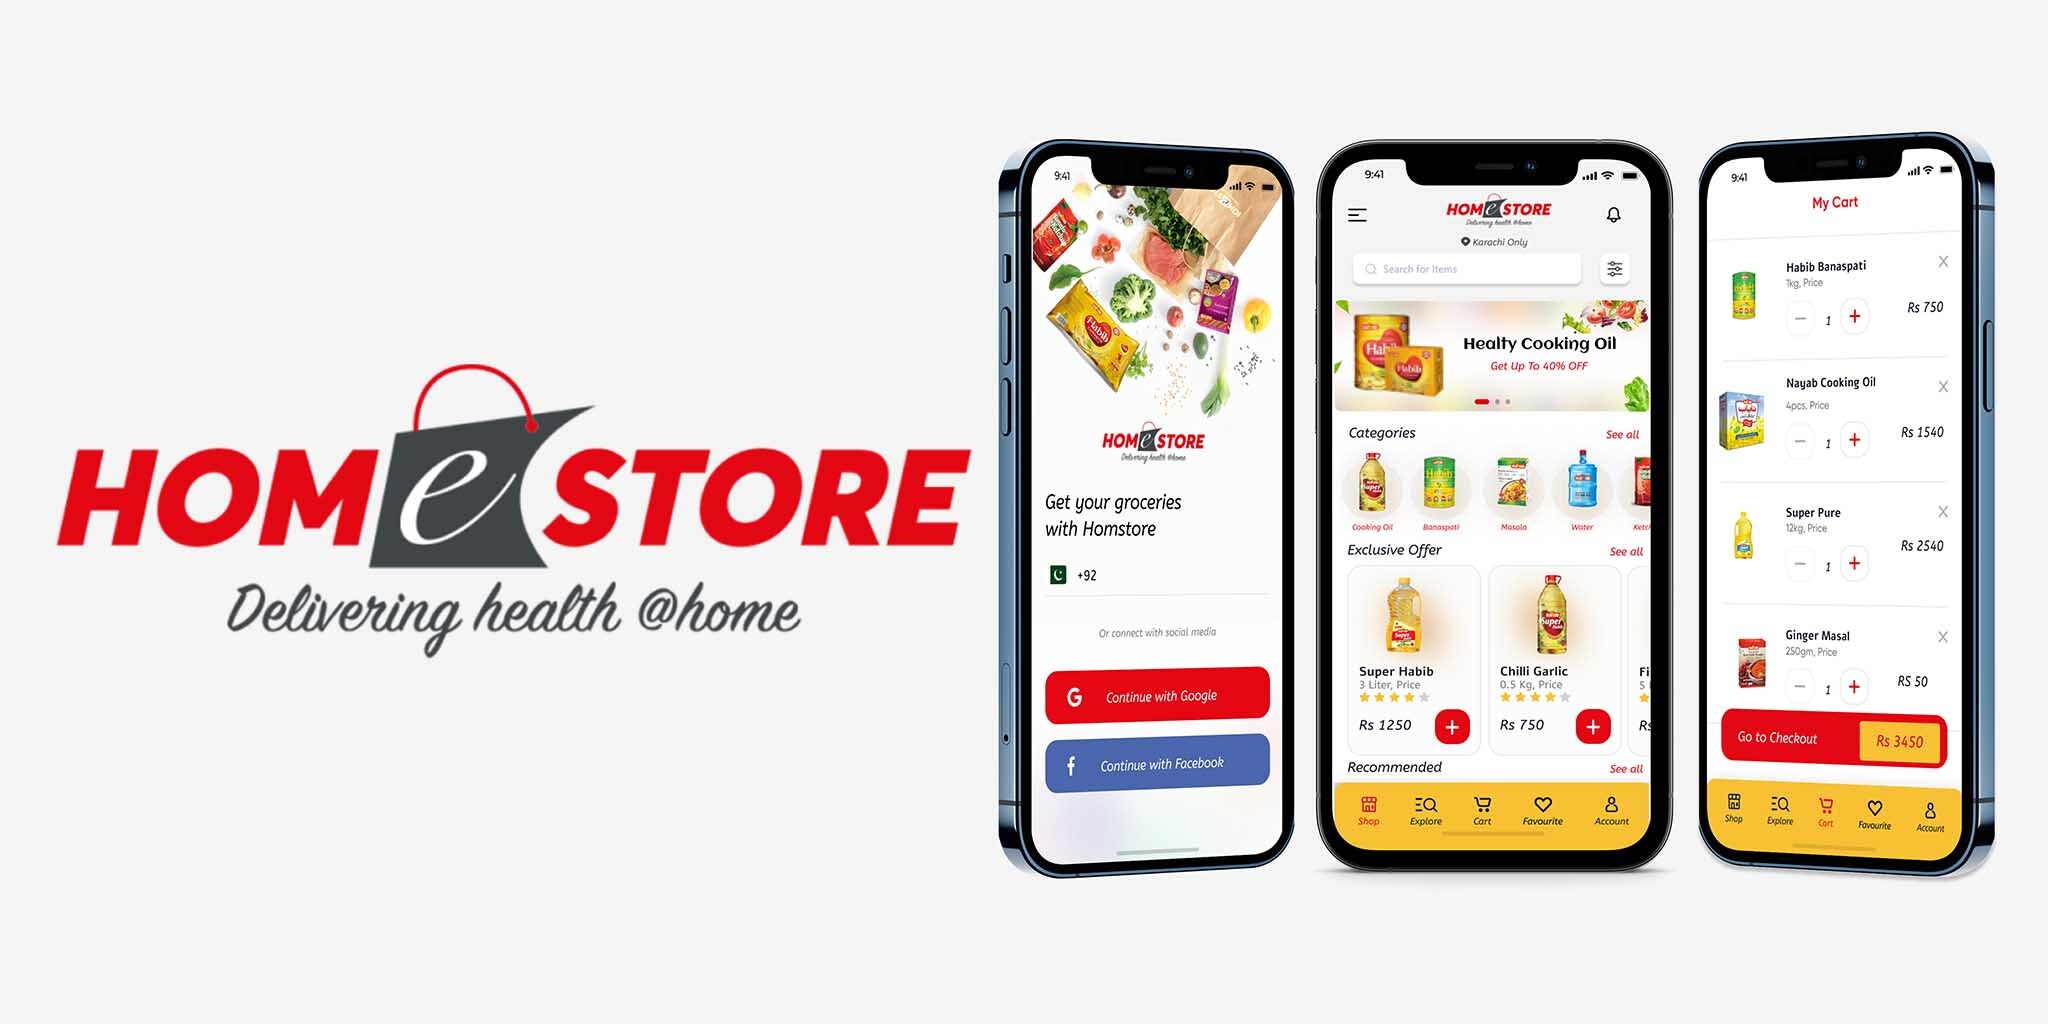 HOMeSTORE
Delivering health @home
9:41
HOMeSTORE
Delivering health @home
Get your groceries
with Homstore
+92
Or connect with social media
G Continue with Google
f Continue with Facebook
9:41
HOMeSTORE
Delivering health @home
Karachi Only
Search for Items
Habib
Habib
Healty Cooking Oil
Get Up To 40% OFF
Categories See all
Cooking Oil Banaspati Masala Water Ketc
Exclusive Offer See all
Super Habib
3 Liter, Price
Rs 1250
Chilli Garlic
0.5 Kg, Price
Rs 750
Fi
5
Rs
Recommended See all
Shop Explore Cart Favourite Account
9:41
My Cart
Habib Banaspati
1kg, Price
1
Rs 750
Nayab Cooking Oil
4pcs, Price
1
Rs 1540
Super Pure
12kg, Price
1
Rs 2540
Ginger Masal
250gm, Price
1
RS 50
Go to Checkout Rs 3450
Shop Explore Cart Favourite Account